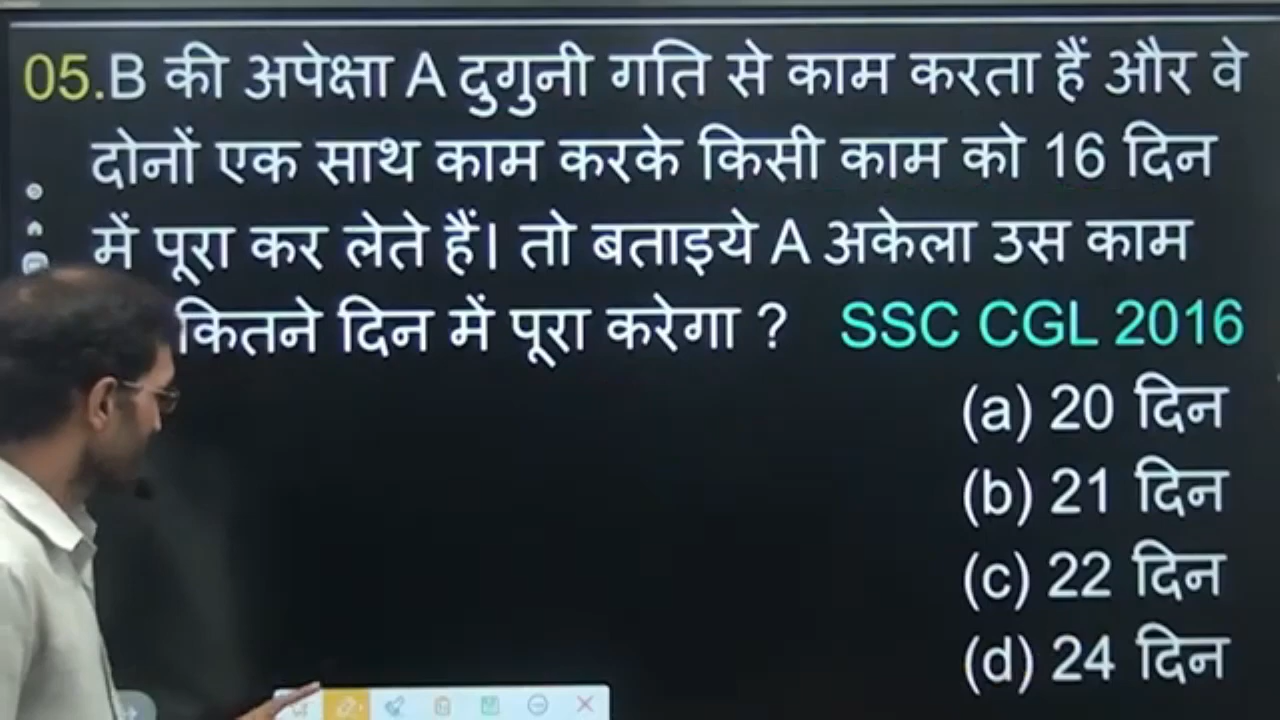 05.B की अपेक्षा A दुगुनी गति से काम करता हैं और वे
दोनों एक साथ काम करके किसी काम को 16 दिन
में पूरा कर लेते हैं। तो बताइये A अकेला उस काम
कितने दिन में पूरा करेगा ? SSC CGL 2016
(a) 20 दिन
(b) 21 दिन
(c) 22 दिन
(d) 24 दिन